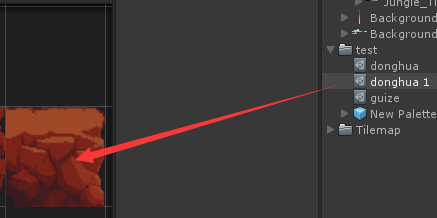 Jungle_Ti
Background
Background
test
donghua
donghua 1
guize
New Palette
Tilemap